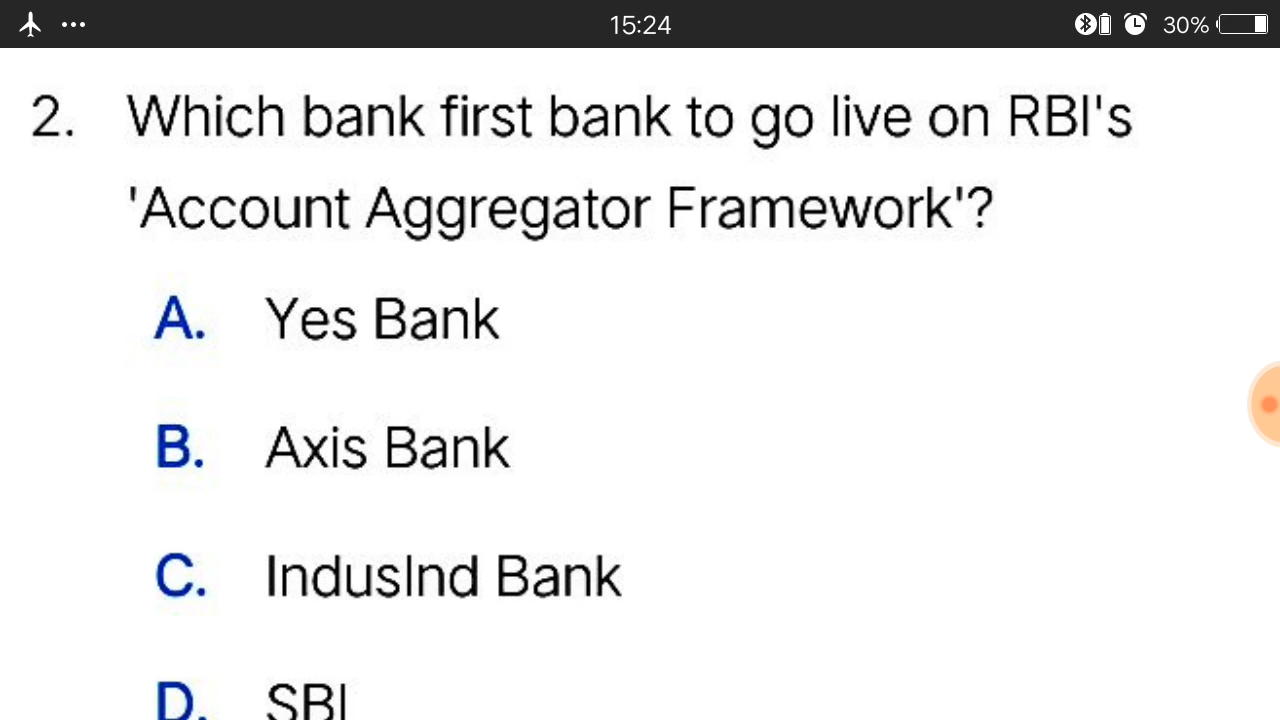 15:24
30%
2. Which bank first bank to go live on RBI's
'Account Aggregator Framework'?
A. Yes Bank
B. Axis Bank
C. IndusInd Bank
D. SBI